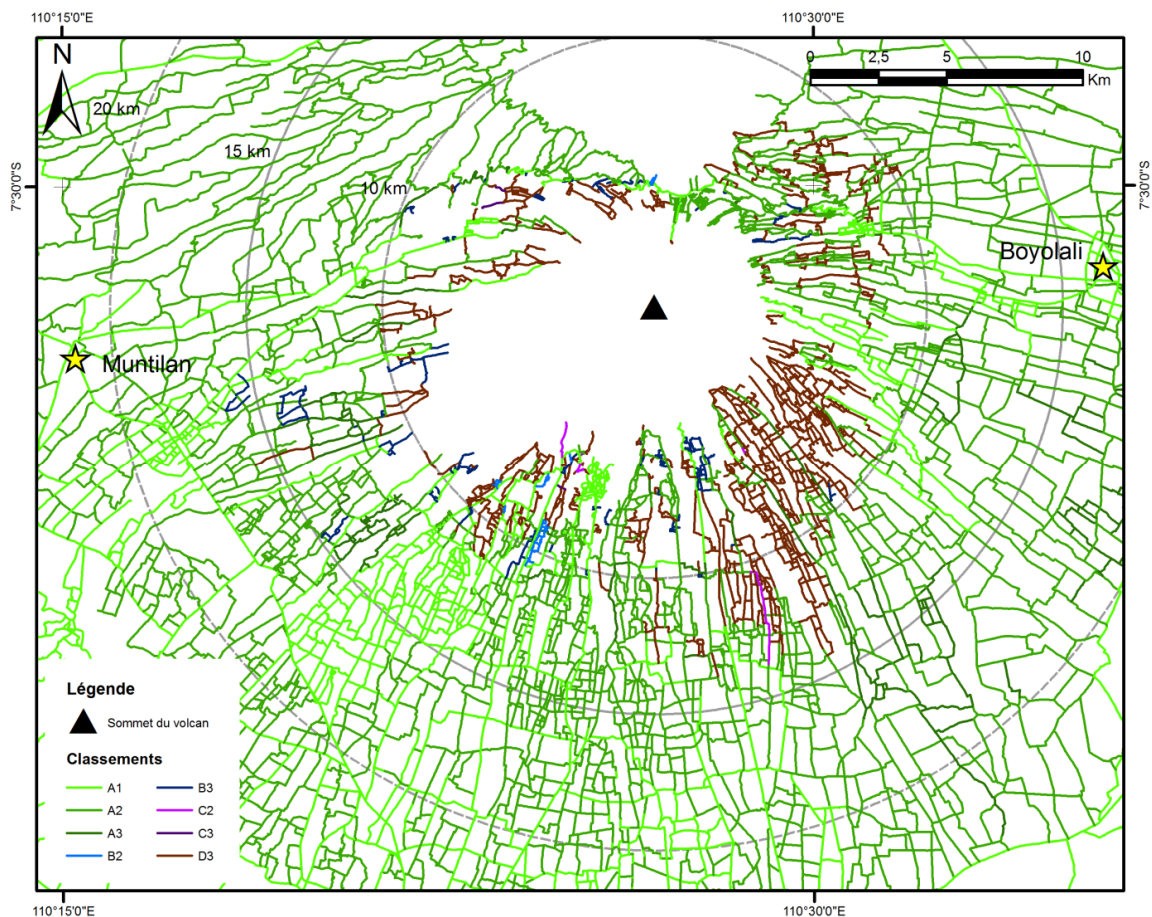 110°15'0"E 110°30'0"E
N
0 2,5 5 10
Km
20 km
15 km
10 km
7°30'0"S 7°30'0"S
Boyolali
Muntilan
Légende
Sommet du volcan
Classements
A1 B3
A2 C2
A3 C3
B2 D3
110°15'0"E 110°30'0"E